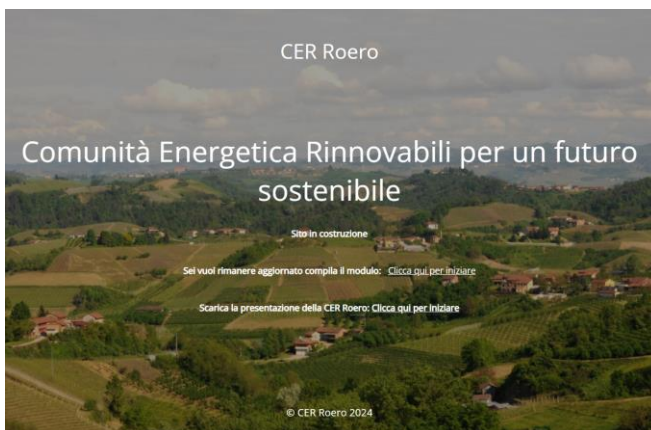 CER Roero
Comunità Energetica Rinnovabili per un futuro
sostenibile
Sito in costruzione
Sei vuoi rimanere aggiornato compila il modulo: Clicca qui per iniziare
Scarica la presentazione della CER Roero: Clicca qui per iniziare
© CER Roero 2024